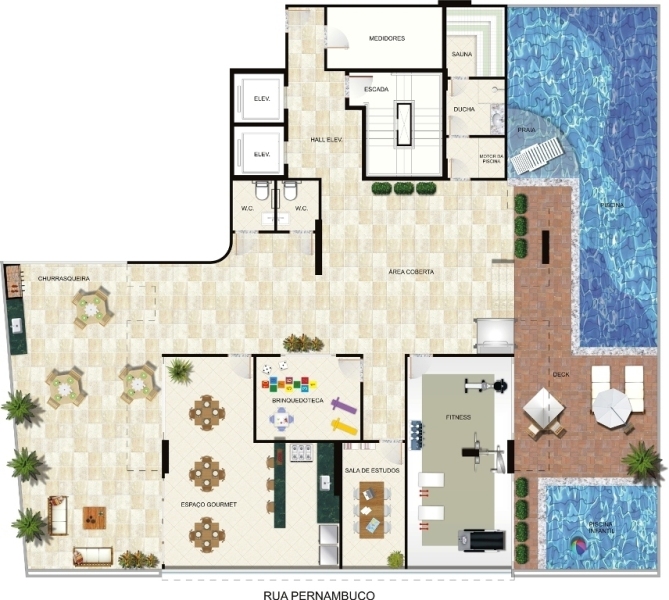 MEDIDORES
SAUNA
ESCADA
ELEV.
DUCHA
HALL ELEV.
PRAIA
ELEV.
MOTOR DA
PISCINA
PISCINA
W.C.
W.C.
ÁREA COBERTA
CHURRASQUEIRA
DECK
BRINQUEDOTECA
FITNESS
SALA DE ESTUDOS
ESPAÇO GOURMET
PISCINA
INFANTIL
RUA PERNAMBUCO